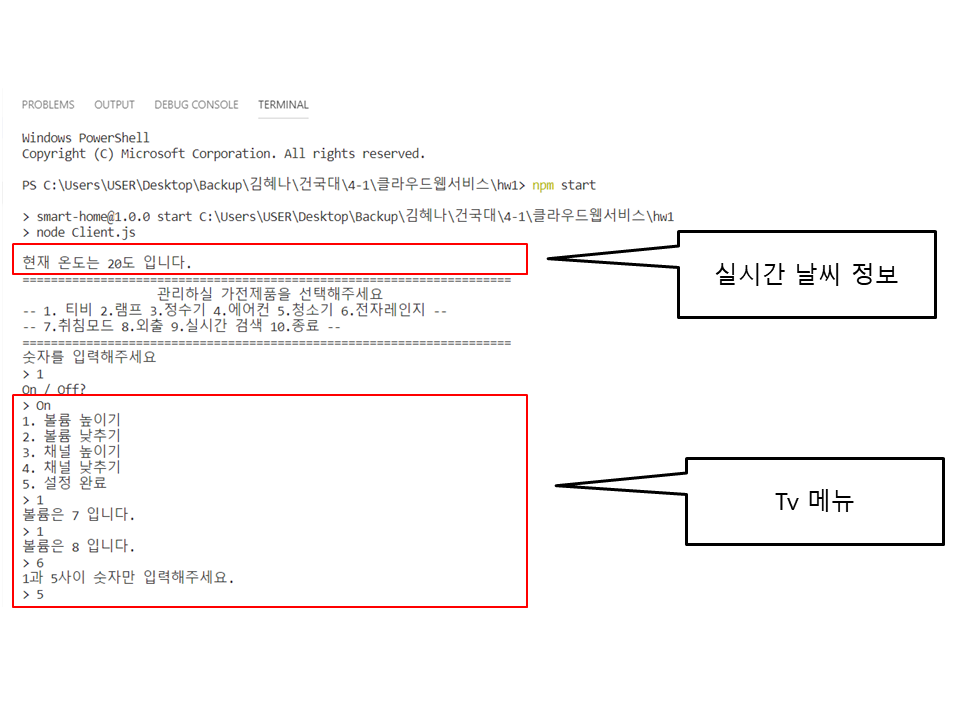 PROBLEMS OUTPUT DEBUG CONSOLE TERMINAL
Windows PowerShell
Copyright (C) Microsoft Corporation. All rights reserved.
PS C:\Users\USER\Desktop\Backup\김혜나\건국대\4-1\클라우드웹서비스\hw1> npm start
> smart-home@1.0.0 start C:\Users\USER\Desktop\Backup\김혜나\건국대\4-1\클라우드웹서비스\hw1
> node Client.js
현재 온도는 20도 입니다.
=====================================================================
관리하실 가전제품을 선택해주세요
-- 1. 티비 2.램프 3.정수기 4.에어컨 5.청소기 6.전자레인지 --
-- 7.취침모드 8.외출 9.실시간 검색 10.종료 --
=====================================================================
숫자를 입력해주세요
> 1
On / Off?
> On
1. 볼륨 높이기
2. 볼륨 낮추기
3. 채널 높이기
4. 채널 낮추기
5. 설정 완료
> 1
볼륨은 7 입니다.
> 1
볼륨은 8 입니다.
> 6
1과 5사이 숫자만 입력해주세요.
> 5
실시간 날씨 정보
Tv 메뉴